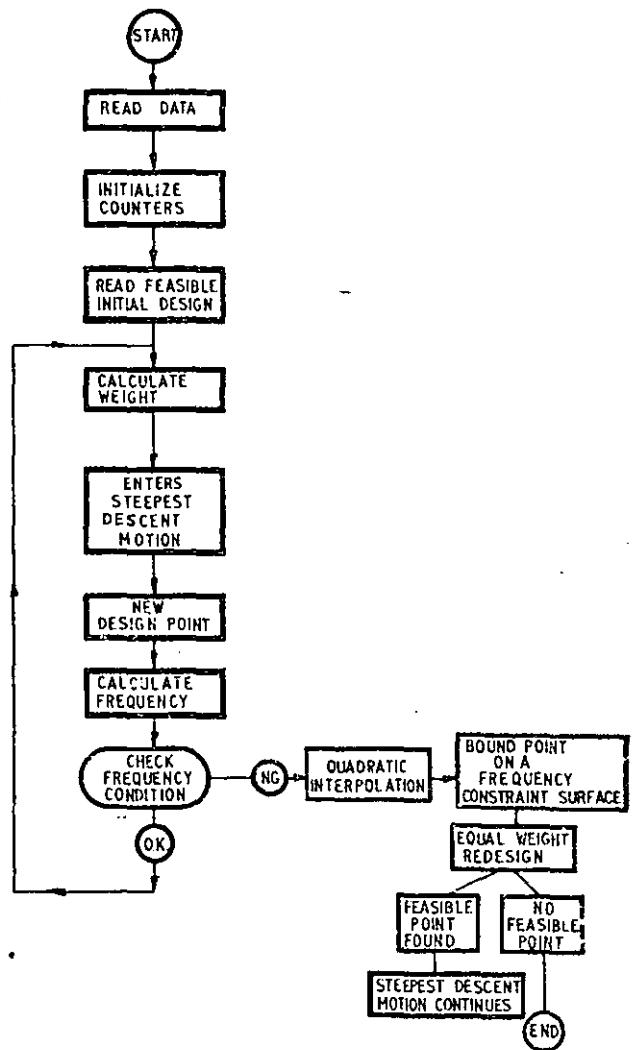 START
READ DATA
INITIALIZE
COUNTERS
READ FEASIBLE
INITIAL DESIGN
CALCULATE
WEIGHT
ENTERS
STEEPEST
DESCENT
MOTION
NEW
DESIGN POINT
CALCULATE
FREQUENCY
CHECK
FREQUENCY
CONDITION
NG
QUADRATIC
INTERPOLATION
BOUND POINT
ON A
FREQUENCY
CONSTRAINT SURFACE
OK
EQUAL WEIGHT
REDESIGN
FEASIBLE
POINT
FOUND
NO
FEASIBLE
POINT
STEEPEST DESCENT
MOTION CONTINUES
END